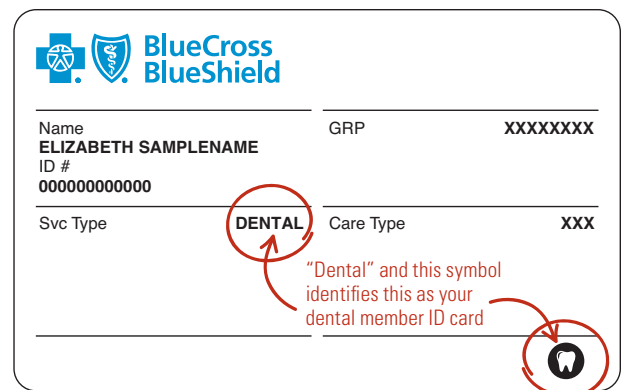 BlueCross
BlueShield
Name
ELIZABETH SAMPLENAME
ID #
000000000000
GRP XXXXXXXX
Svc Type DENTAL
Care Type XXX
"Dental" and this symbol
identifies this as your
dental member ID card